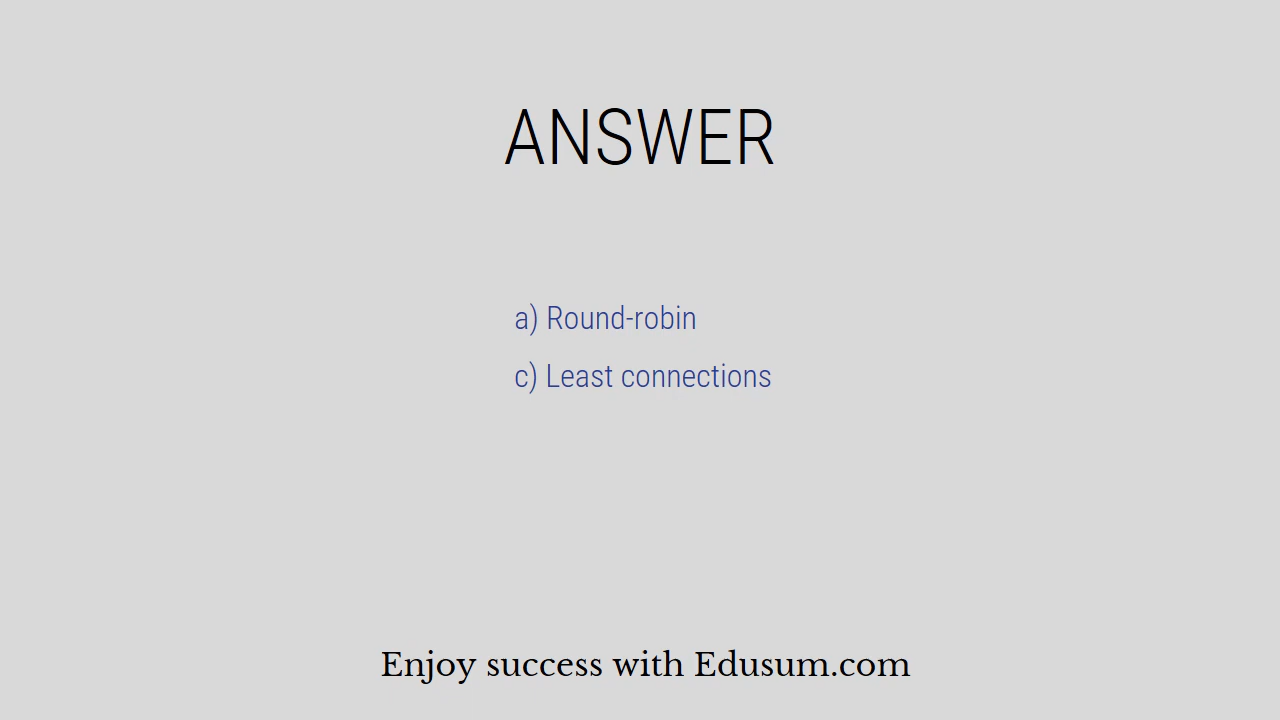 ANSWER
a) Round-robin
c) Least connections
Enjoy success with Edusum.com